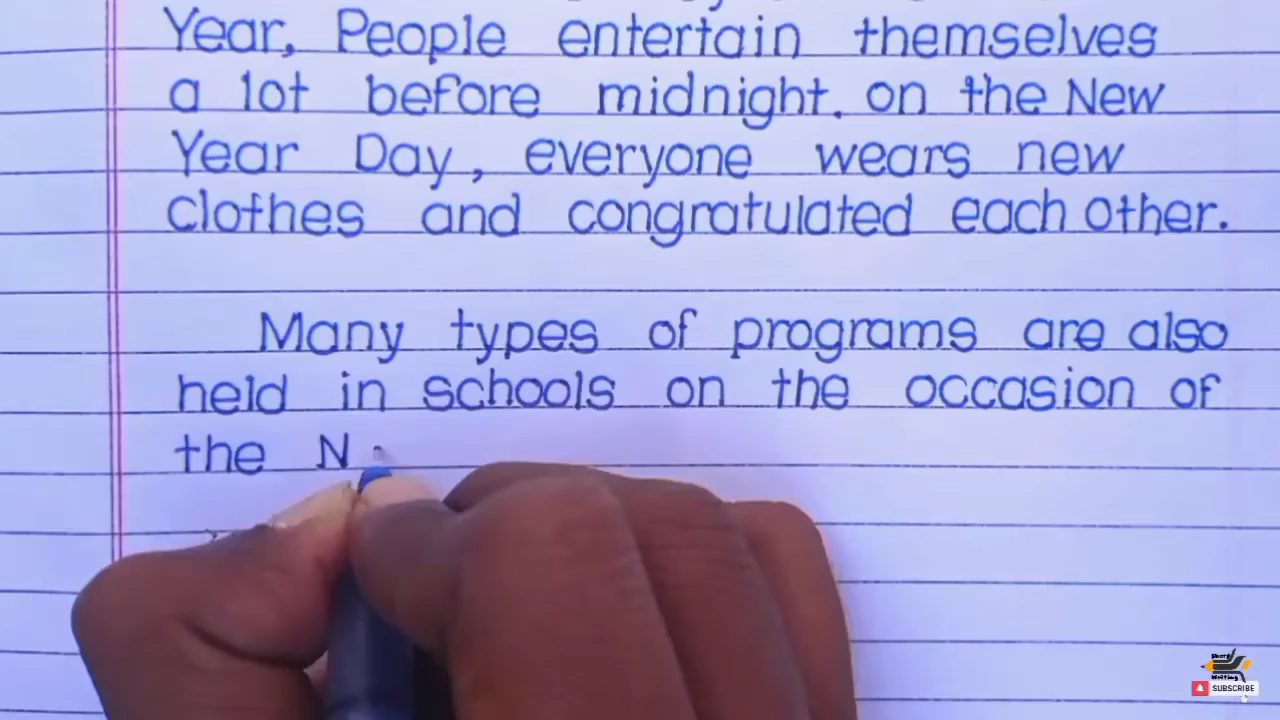 Year, People entertain themselves
a lot before midnight. on the New
Year Day, everyone wears new
clothes and congratulated each other.
Many types of programs are also
held in schools on the occasion of
the N
SUBSCRIBE